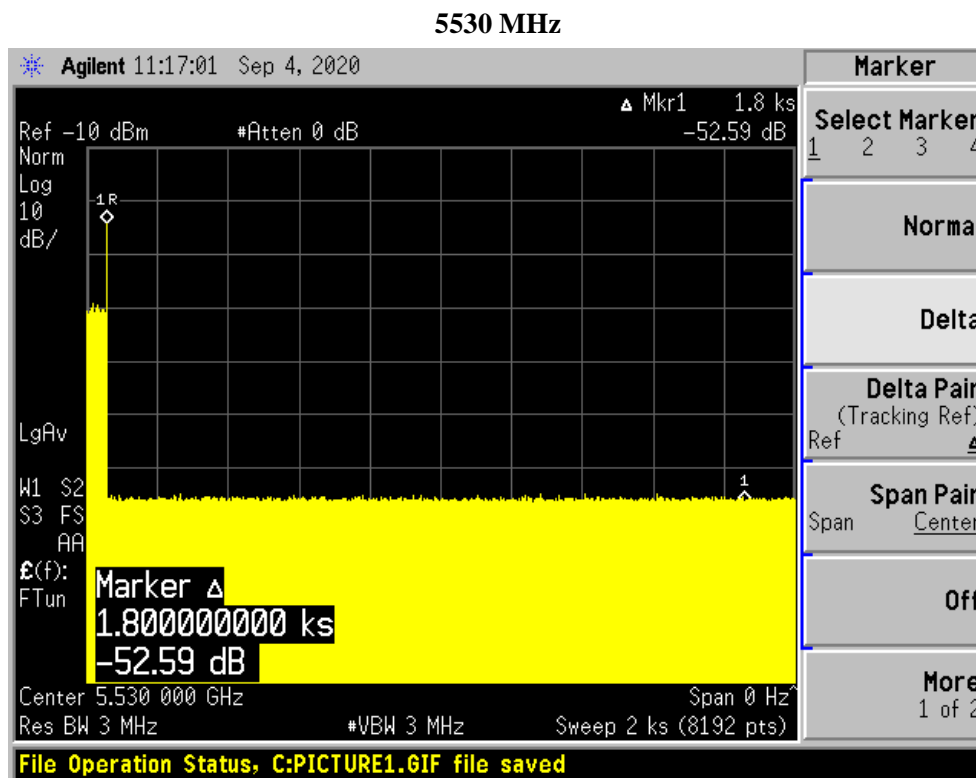 5530 MHz
Agilent 11:17:01 Sep 4, 2020
Marker
Δ Mkr1 1.8 ks
Ref -10 dBm #Atten 0 dB -52.59 dB
Select Marker
1 2 3 4
Norm
Log
10
dB/
1R
Norma
Delta
Delta Pair
(Tracking Ref)
Ref Δ
LgAv
1
W1 S2
S3 FS
AA
Span Pair
Span Center
£(f):
FTun
Marker Δ
1.800000000 ks
-52.59 dB
Off
Center 5.530 000 GHz Span 0 Hz^
Res BW 3 MHz #VBW 3 MHz Sweep 2 ks (8192 pts)
More
1 of 2
File Operation Status, C:PICTURE1.GIF file saved